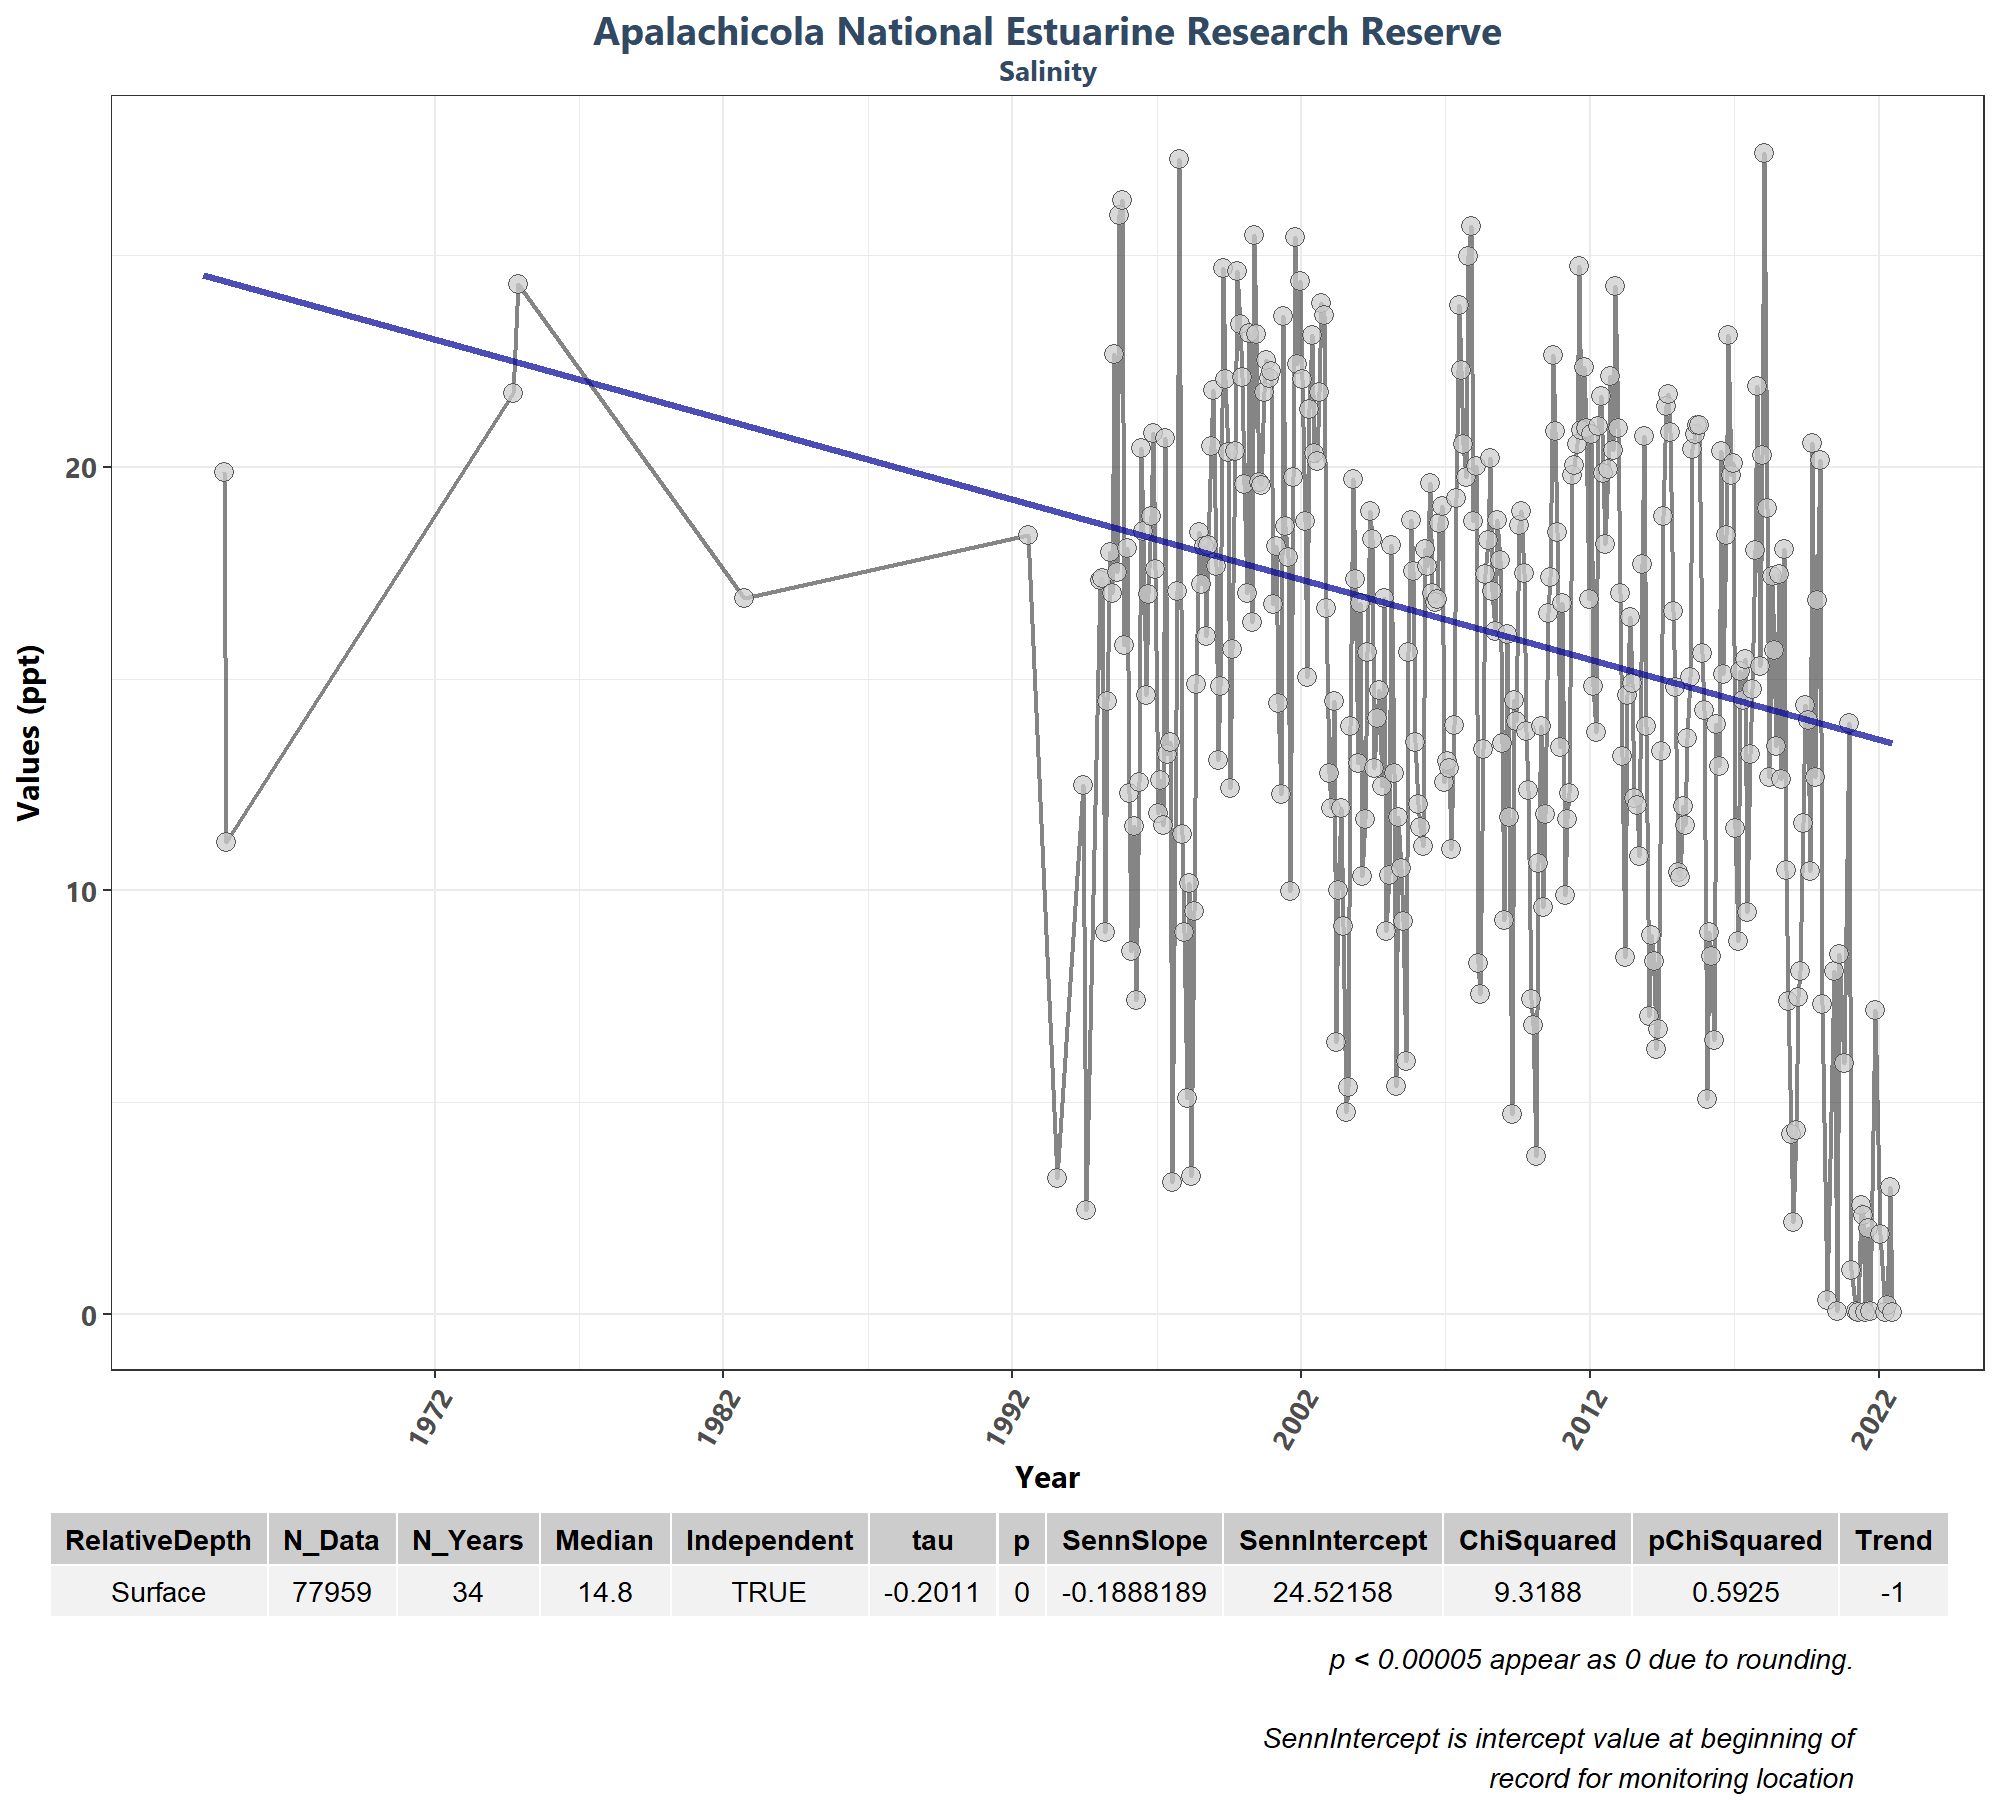 Apalachicola National Estuarine Research Reserve
Salinity
Values (ppt)
20
10
0
1972
1982
1992
2002
2012
2022
Year
RelativeDepth N_Data N_Years Median Independent tau p SennSlope SennIntercept ChiSquared pChiSquared Trend
Surface 77959 34 14.8 TRUE -0.2011 0 -0.1888189 24.52158 9.3188 0.5925 -1
p < 0.00005 appear as 0 due to rounding.
SennIntercept is intercept value at beginning of
record for monitoring location